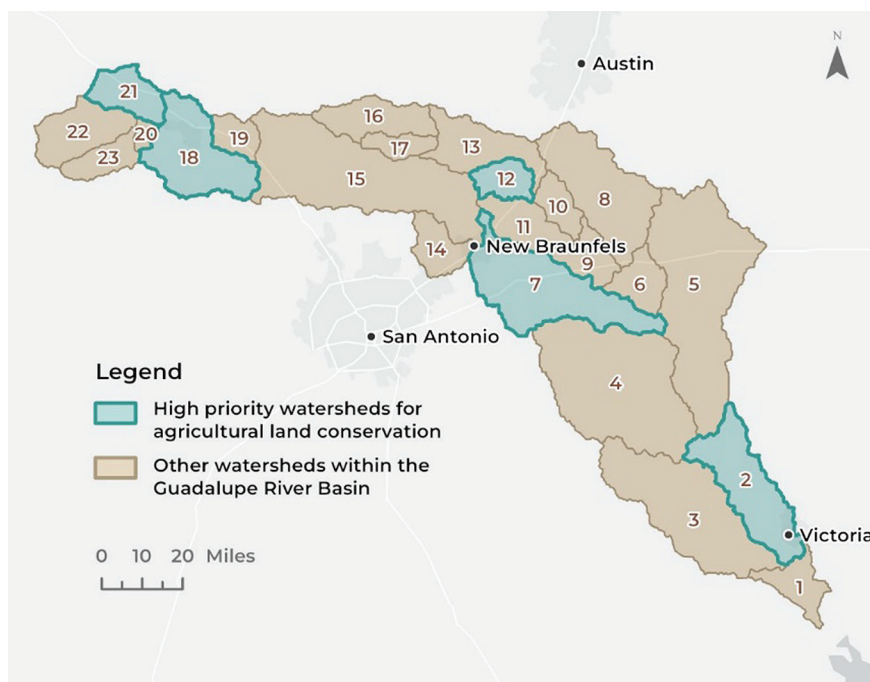 N
Austin
21
22
20
23
18
19
16
17
15
13
12
14
11
10
8
New Braunfels
9
7
6
5
San Antonio
4
Legend
High priority watersheds for
agricultural land conservation
Other watersheds within the
Guadalupe River Basin
2
3
Victoria
1
0 10 20 Miles